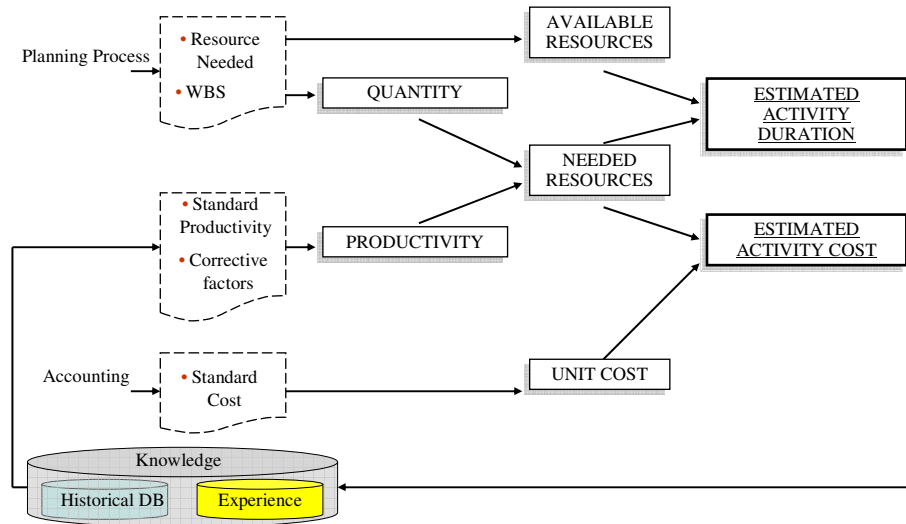 Planning Process
• Resource
Needed
• WBS
AVAILABLE
RESOURCES
QUANTITY
ESTIMATED
ACTIVITY
DURATION
NEEDED
RESOURCES
• Standard
Productivity
• Corrective
factors
PRODUCTIVITY
ESTIMATED
ACTIVITY COST
Accounting
• Standard
Cost
UNIT COST
Knowledge
Historical DB
Experience